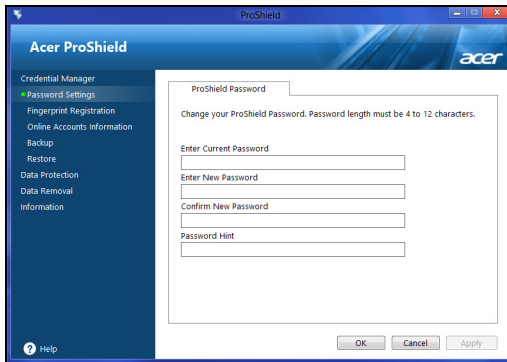 ProShield
Acer ProShield
acer
Credential Manager
Password Settings
Fingerprint Registration
Online Accounts Information
Backup
Restore
Data Protection
Data Removal
Information
Help
ProShield Password
Change your ProShield Password. Password length must be 4 to 12 characters.
Enter Current Password
Enter New Password
Confirm New Password
Password Hint
OK
Cancel
Apply